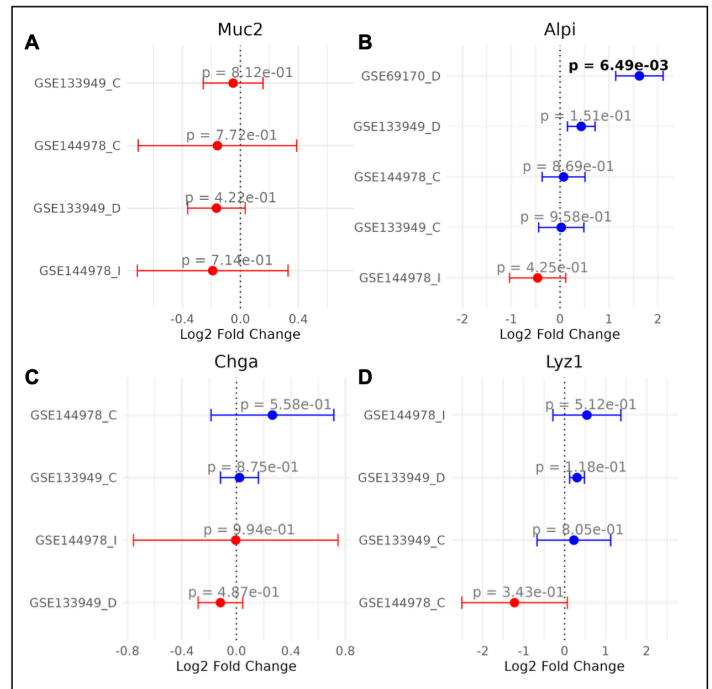 A
Muc2
GSE133949_C
p = 8.12e-01
GSE144978_C
p = 7.72e-01
GSE133949_D
p = 4.22e-01
GSE144978_I
p = 7.14e-01
-0.4 0.0 0.4
Log2 Fold Change
B
Alpi
GSE69170_D
p = 6.49e-03
GSE133949_D
p = 1.51e-01
GSE144978_C
p = 8.69e-01
GSE133949_C
p = 9.58e-01
GSE144978_I
p = 4.25e-01
-2 -1 0 1 2
Log2 Fold Change
C
Chga
GSE144978_C
p = 5.58e-01
GSE133949_C
p = 8.75e-01
GSE144978_I
p = 9.94e-01
GSE133949_D
p = 4.87e-01
-0.8 -0.4 0.0 0.4 0.8
Log2 Fold Change
D
Lyz1
GSE144978_I
p = 5.12e-01
GSE133949_D
p = 1.18e-01
GSE133949_C
p = 8.05e-01
GSE144978_C
p = 3.43e-01
-2 -1 0 1 2
Log2 Fold Change